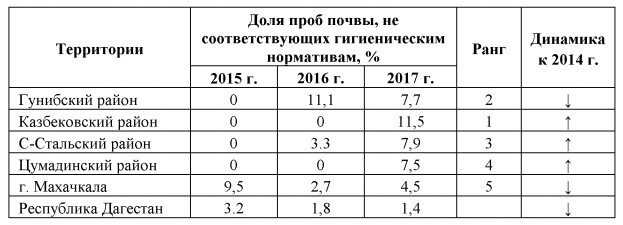 Территории Доля проб почвы, не соответствующих гигиеническим нормативам, % Ранг Динамика к 2014 г.
2015 г. 2016 г. 2017 г.
Гунибский район 0 11,1 7,7 2 ↓
Казбековский район 0 0 11,5 1 ↑
С-Стальский район 0 3.3 7,9 3 ↑
Цумадинский район 0 0 7,5 4 ↑
г. Махачкала 9,5 2,7 4,5 5 ↓
Республика Дагестан 3.2 1,8 1,4 ↓